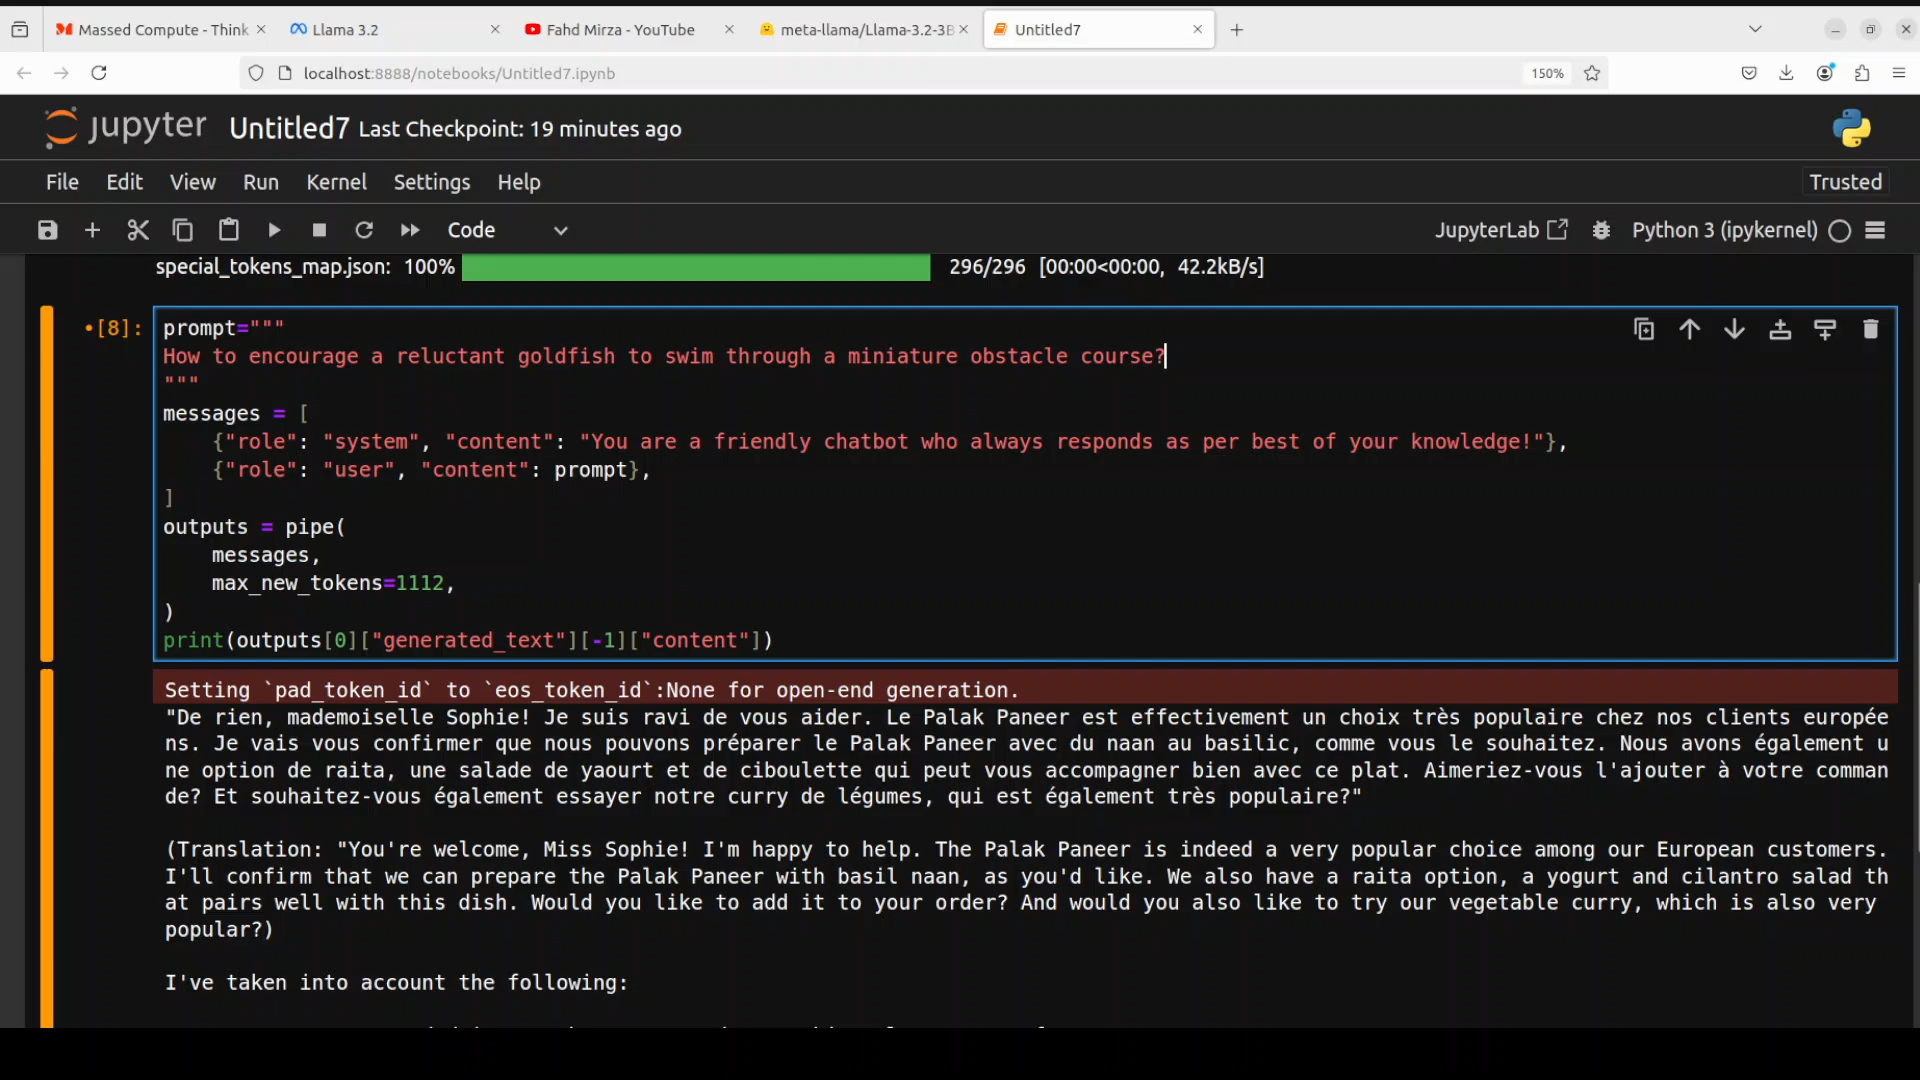 Massed Compute - Think
Llama 3.2
Fahd Mirza - YouTube
meta-llama/Llama-3.2-3B
Untitled7
localhost:8888/notebooks/Untitled7.ipynb
150%
jupyter Untitled7 Last Checkpoint: 19 minutes ago
File Edit View Run Kernel Settings Help Trusted
Code JupyterLab Python 3 (ipykernel)
special_tokens_map.json: 100% 296/296 [00:00<00:00, 42.2kB/s]
•[8]: prompt="""
How to encourage a reluctant goldfish to swim through a miniature obstacle course?
"""
messages = [
    {"role": "system", "content": "You are a friendly chatbot who always responds as per best of your knowledge!"},
    {"role": "user", "content": prompt},
]
outputs = pipe(
    messages,
    max_new_tokens=1112,
)
print(outputs[0]["generated_text"][-1]["content"])
Setting `pad_token_id` to `eos_token_id`:None for open-end generation.
"De rien, mademoiselle Sophie! Je suis ravi de vous aider. Le Palak Paneer est effectivement un choix très populaire chez nos clients europée
ns. Je vais vous confirmer que nous pouvons préparer le Palak Paneer avec du naan au basilic, comme vous le souhaitez. Nous avons également u
ne option de raita, une salade de yaourt et de ciboulette qui peut vous accompagner bien avec ce plat. Aimeriez-vous l'ajouter à votre comman
de? Et souhaitez-vous également essayer notre curry de légumes, qui est également très populaire?"
(Translation: "You're welcome, Miss Sophie! I'm happy to help. The Palak Paneer is indeed a very popular choice among our European customers.
I'll confirm that we can prepare the Palak Paneer with basil naan, as you'd like. We also have a raita option, a yogurt and cilantro salad th
at pairs well with this dish. Would you like to add it to your order? And would you also like to try our vegetable curry, which is also very
popular?)
I've taken into account the following: